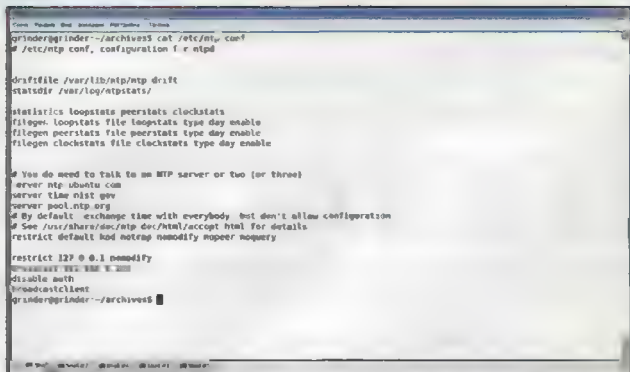 grinder@grinder:~/archives$ cat /etc/ntp.conf
# /etc/ntp.conf, configuration for ntpd
driftfile /var/lib/ntp/ntp.drift
statsdir /var/log/ntpstats/
statistics loopstats peerstats clockstats
filegen loopstats file loopstats type day enable
filegen peerstats file peerstats type day enable
filegen clockstats file clockstats type day enable
# You do need to talk to an NTP server or two (or three)
server ntp.ubuntu.com
server time.nist.gov
server pool.ntp.org
# By default, exchange time with everybody, but don't allow configuration
# See /usr/share/doc/ntp-doc/html/accopt.html for details
restrict default kod notrap nomodify nopeer noquery
restrict 127.0.0.1 nomodify
disable auth
broadcastclient
grinder@grinder:~/archives$